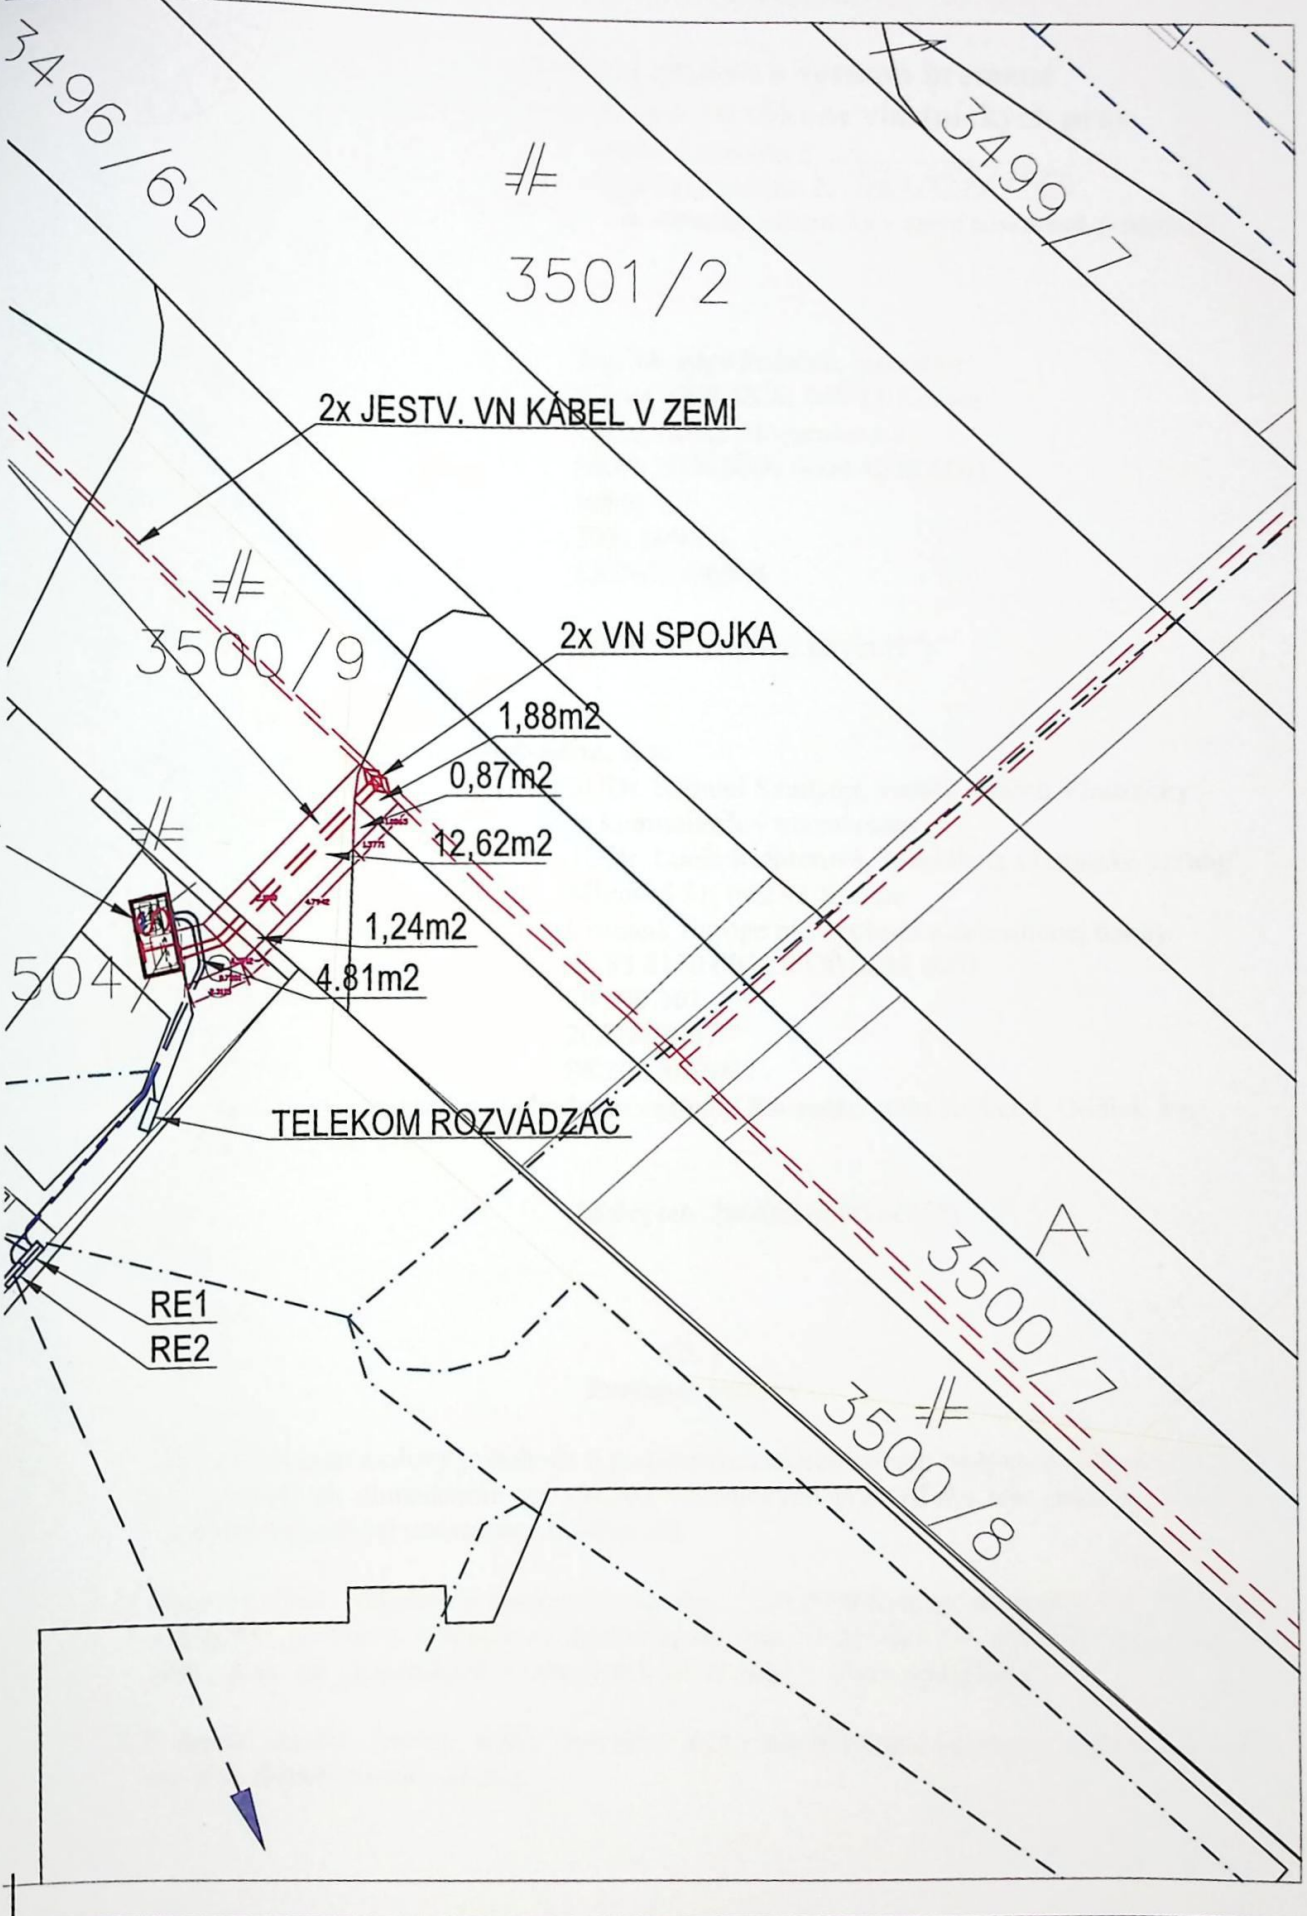 3496/65
3499/7
3501/2
2x JESTV. VN KÁBEL V ZEMI
3500/9
2x VN SPOJKA
1,88m2
0,87m2
12,62m2
1,24m2
4.81m2
504
TELEKOM ROZVÁDZAČ
RE1
RE2
3500/7
3500/8